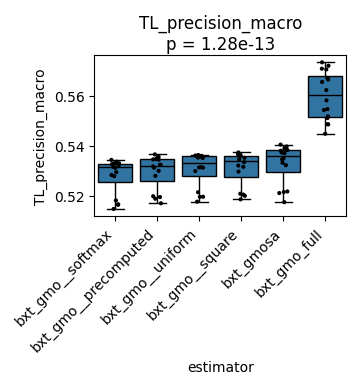 TL_precision_macro
p = 1.28e-13
TL_precision_macro
0.56
0.54
0.52
bxt_gmo__softmax
bxt_gmo__precomputed
bxt_gmo__uniform
bxt_gmo__square
bxt_gmosa
bxt_gmo_full
estimator